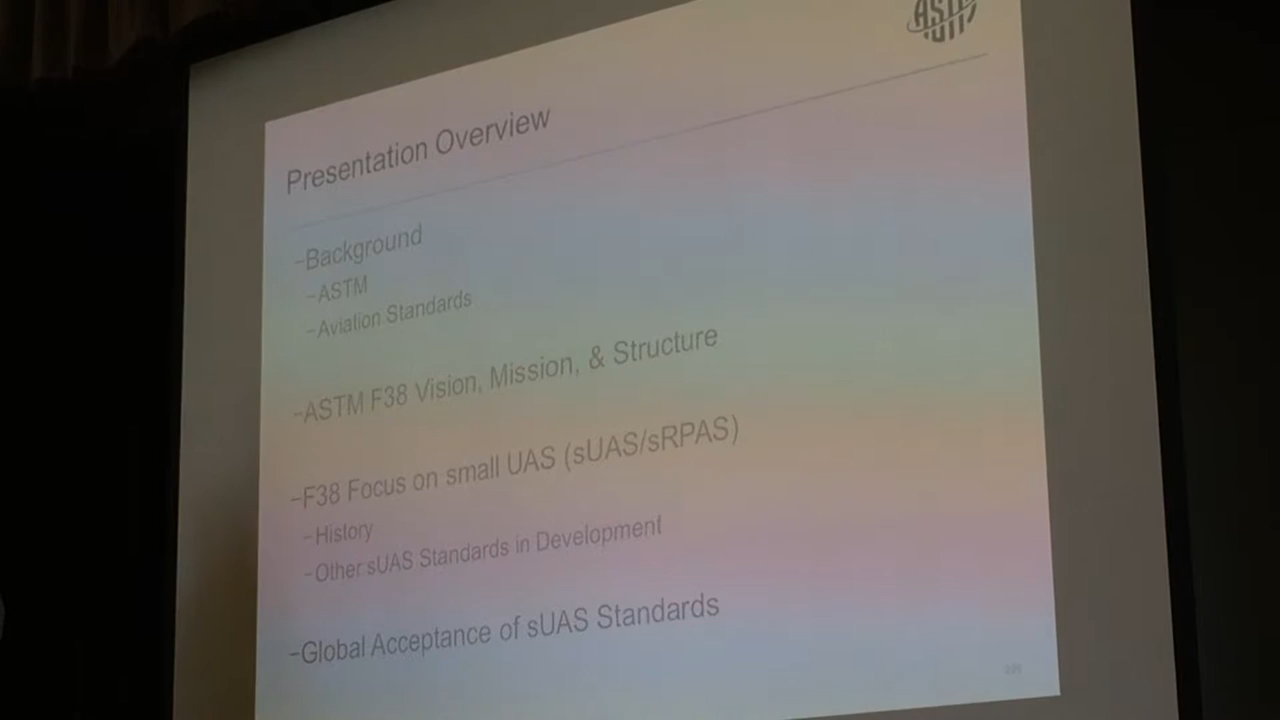 Presentation Overview
–Background
–ASTM
–Aviation Standards
–ASTM F38 Vision, Mission, & Structure
–F38 Focus on small UAS (sUAS/sRPAS)
–History
–Other sUAS Standards in Development
–Global Acceptance of sUAS Standards